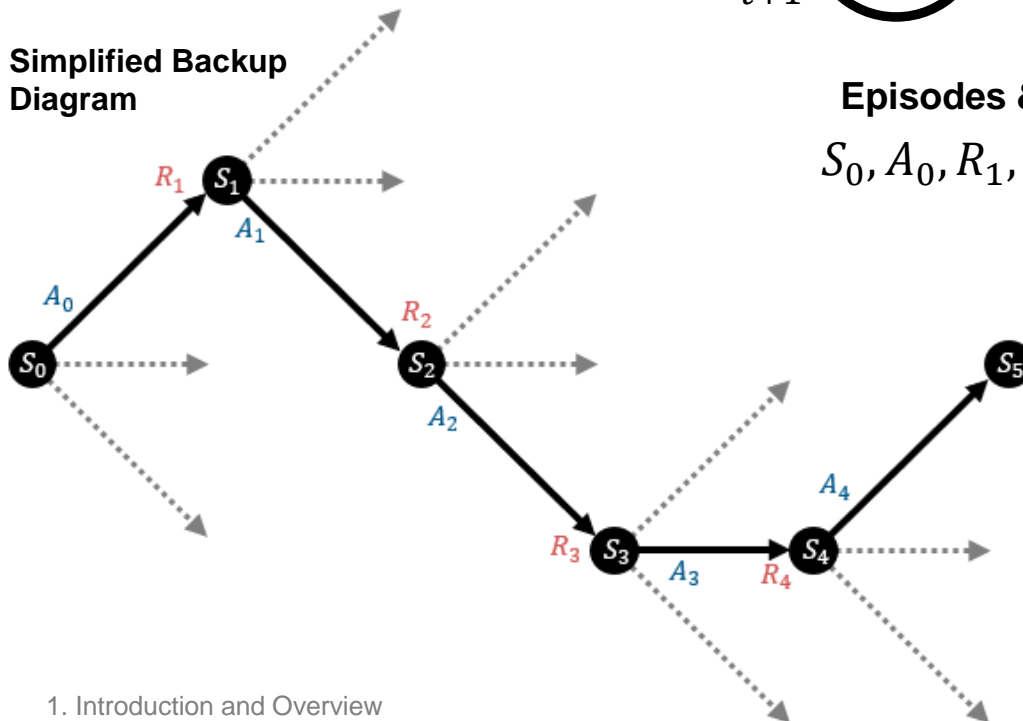 Simplified Backup
Diagram
Episodes &
S₀, A₀, R₁,
R₁
S₁
A₁
A₀
R₂
S₀
S₂
S₅
A₂
A₄
R₃
S₃
S₄
A₃
R₄
1. Introduction and Overview